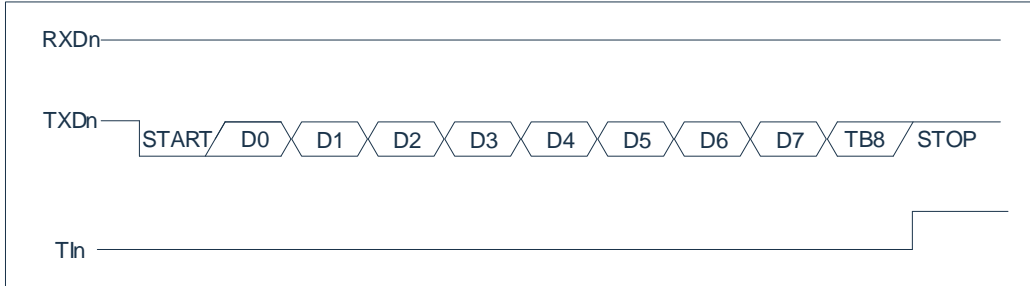 RXDn
TXDn
START D0 D1 D2 D3 D4 D5 D6 D7 TB8 STOP
TIn